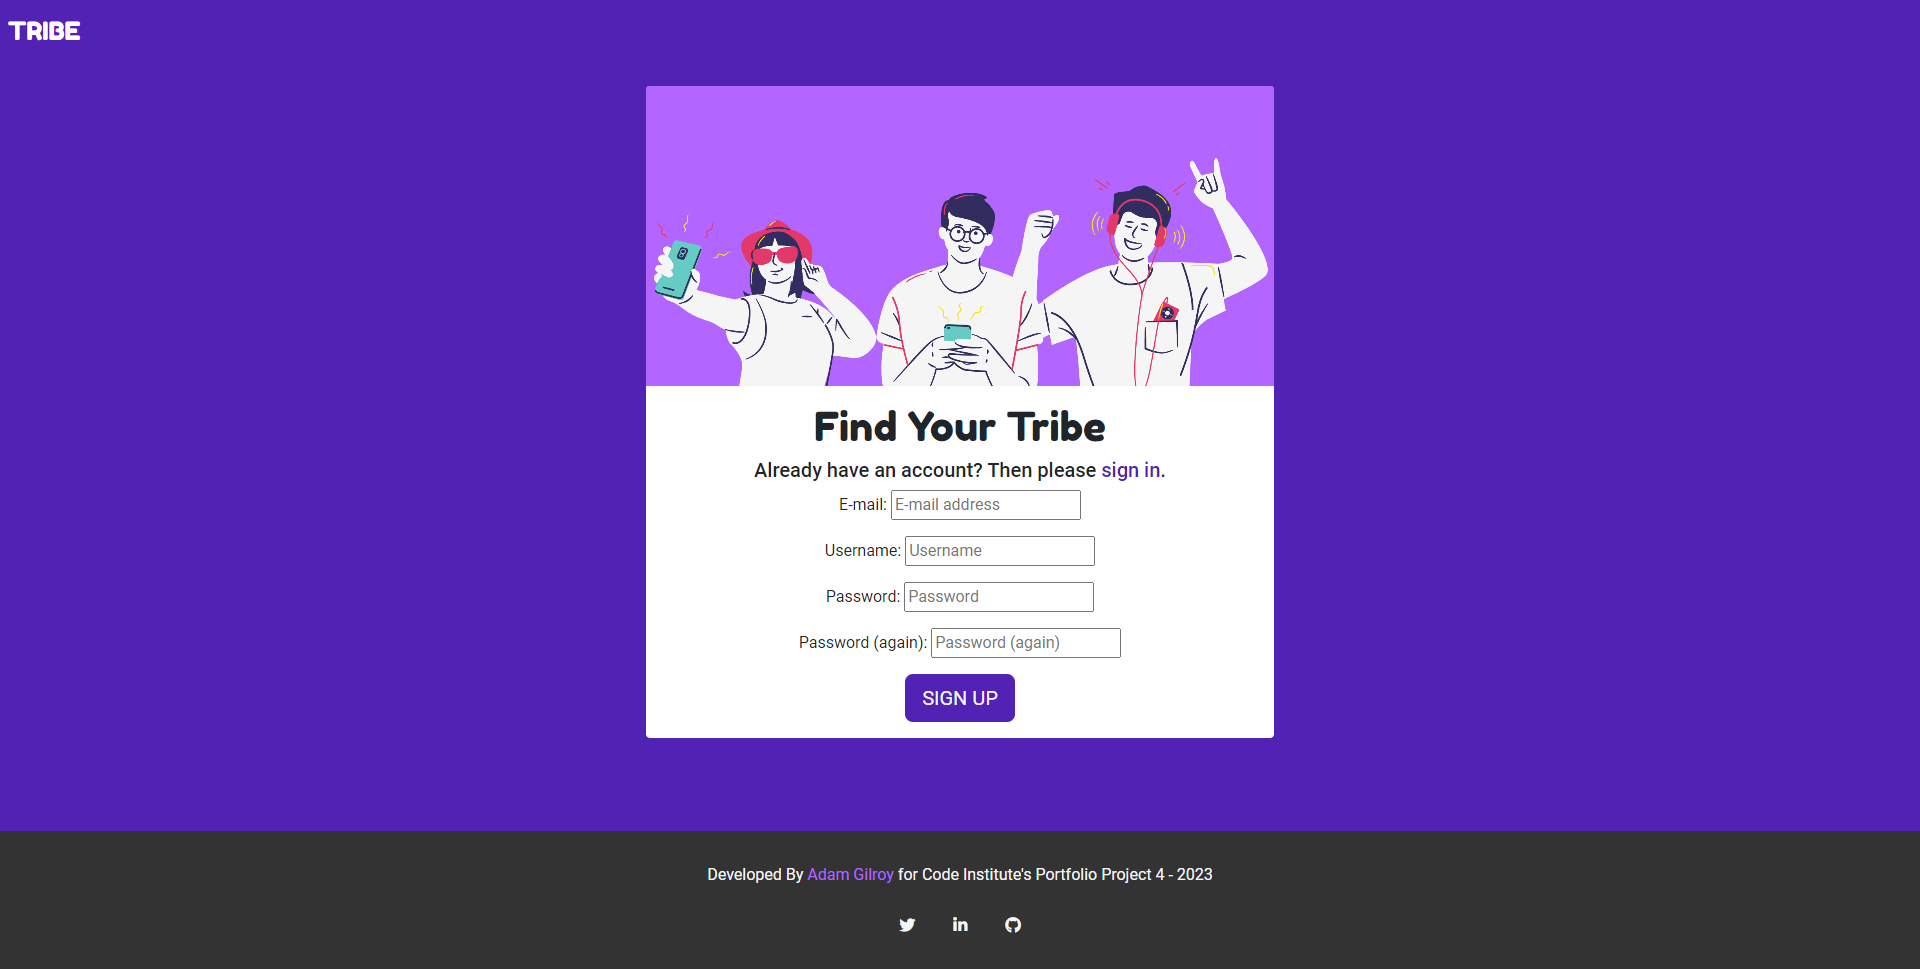 TRIBE
Find Your Tribe
Already have an account? Then please sign in.
E-mail: E-mail address
Username: Username
Password: Password
Password (again): Password (again)
SIGN UP
Developed By Adam Gilroy for Code Institute's Portfolio Project 4 - 2023